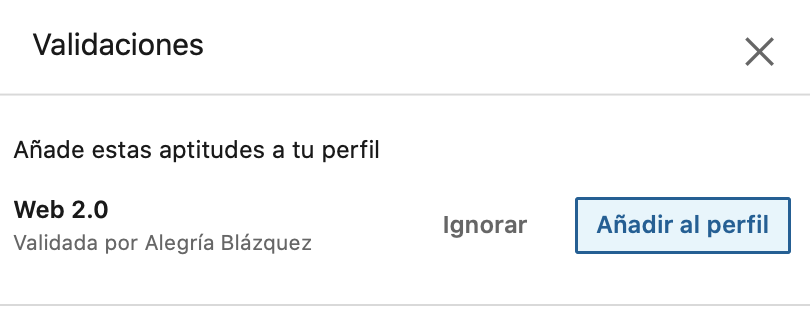 Validaciones
Añade estas aptitudes a tu perfil
Web 2.0
Validada por Alegría Blázquez
Ignorar
Añadir al perfil